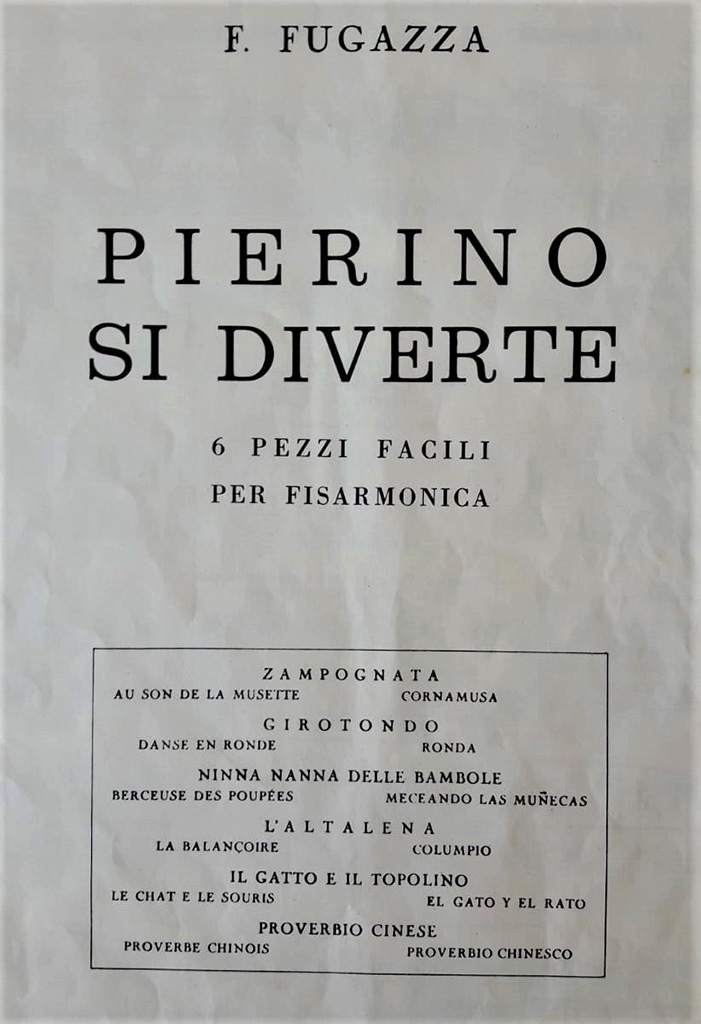 F. FUGAZZA
PIERINO
SI DIVERTE
6 PEZZI FACILI
PER FISARMONICA
ZAMPOGNATA
AU SON DE LA MUSETTE CORNAMUSA
GIROTONDO
DANSE EN RONDE RONDA
NINNA NANNA DELLE BAMBOLE
BERCEUSE DES POUPÉES MECEANDO LAS MUÑECAS
L'ALTALENA
LA BALANÇOIRE COLUMPIO
IL GATTO E IL TOPOLINO
LE CHAT E LE SOURIS EL GATO Y EL RATO
PROVERBIO CINESE
PROVERBE CHINOIS PROVERBIO CHINESCO